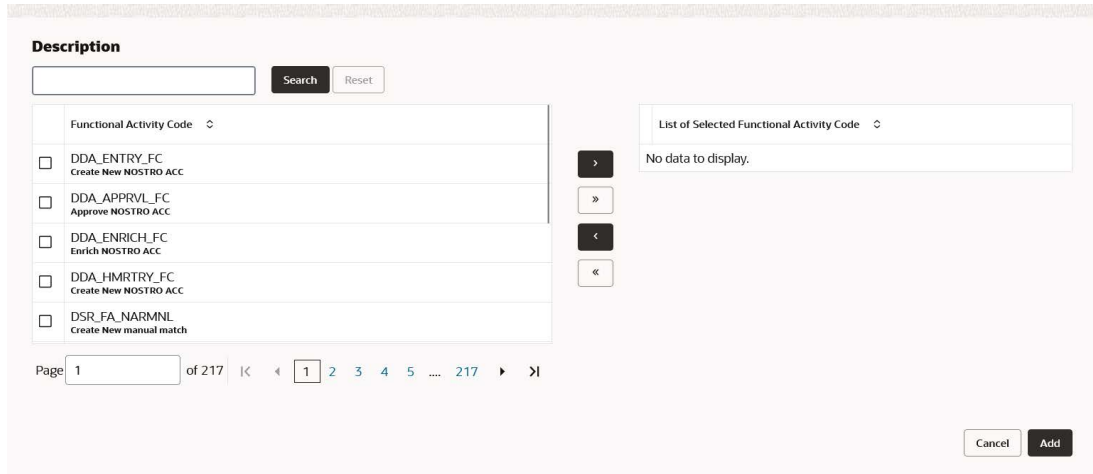 Description
Search Reset
Functional Activity Code
DDA_ENTRY_FC
Create New NOSTRO ACC
DDA_APPRVL_FC
Approve NOSTRO ACC
DDA_ENRICH_FC
Enrich NOSTRO ACC
DDA_HMRTRY_FC
Create New NOSTRO ACC
DSR_FA_NARMNL
Create New manual match
Page 1 of 217 1 2 3 4 5 .... 217
List of Selected Functional Activity Code
No data to display.
Cancel Add